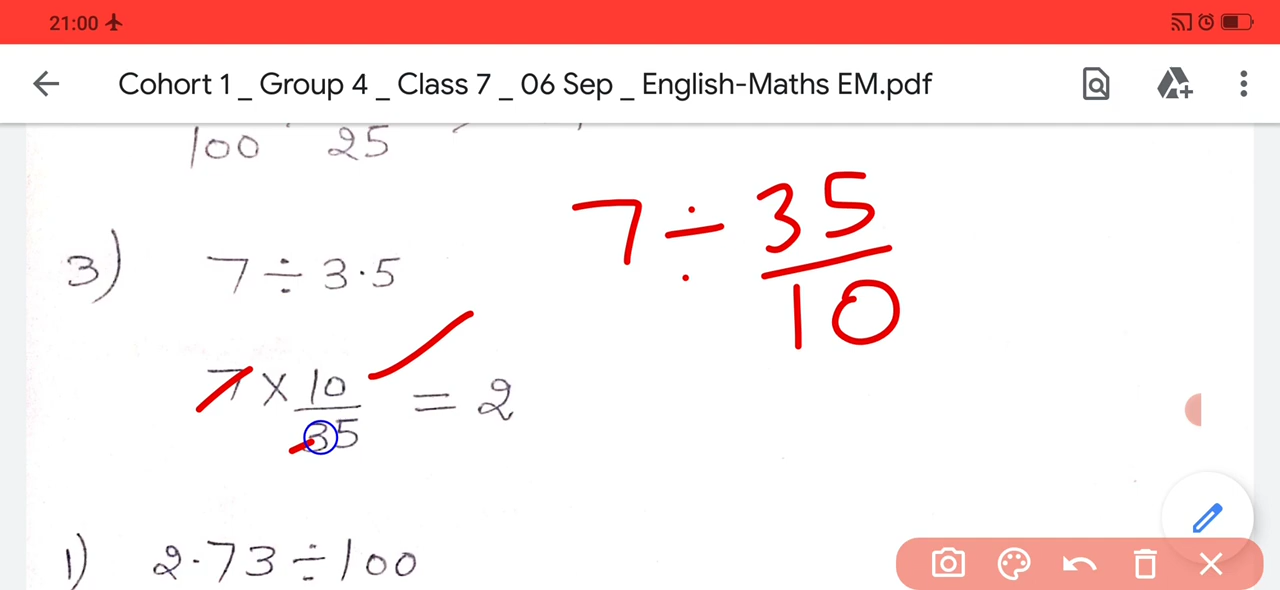 21:00
Cohort 1 _ Group 4 _ Class 7 _ 06 Sep _ English-Maths EM.pdf
100 25
7 ÷ 35/10
3) 7 ÷ 3.5
7 × 10/35 = 2
1) 2.73 ÷ 100